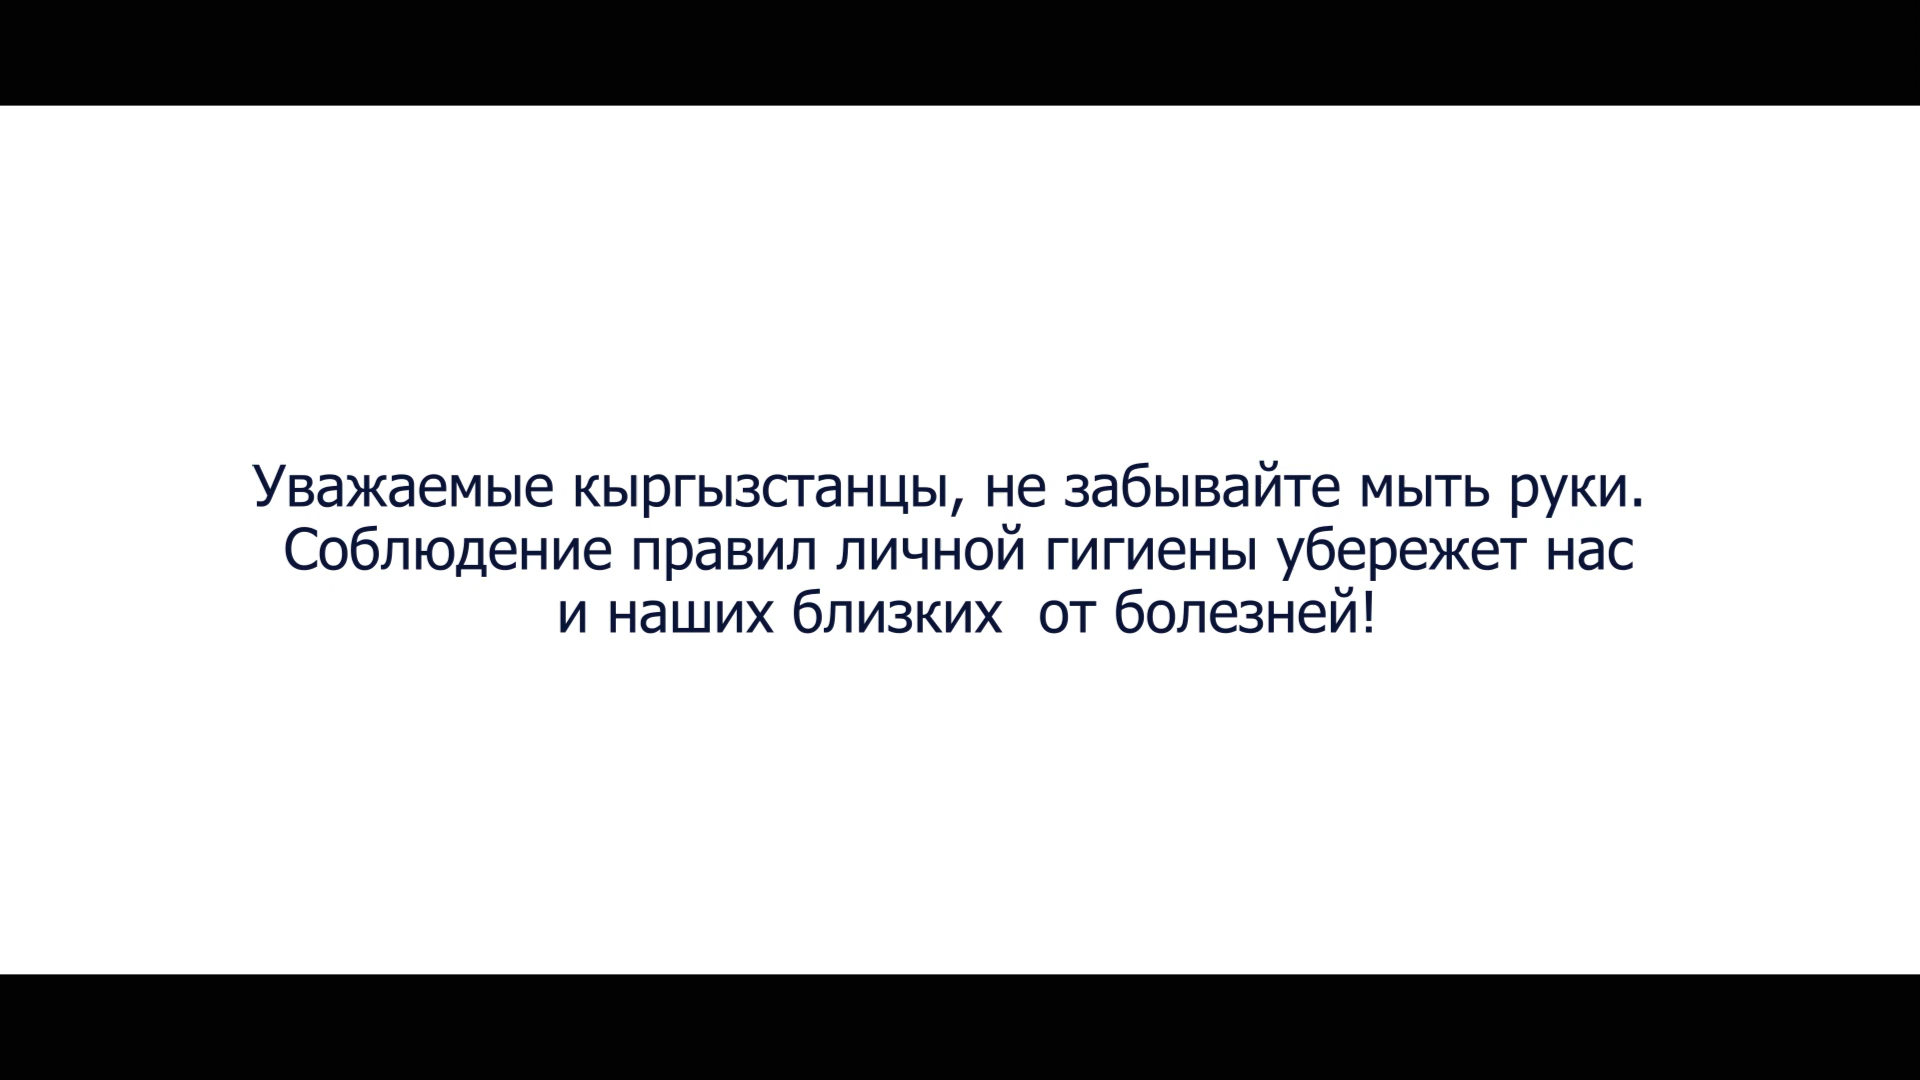 Уважаемые кыргызстанцы, не забывайте мыть руки.
Соблюдение правил личной гигиены убережет нас
и наших близких  от болезней!